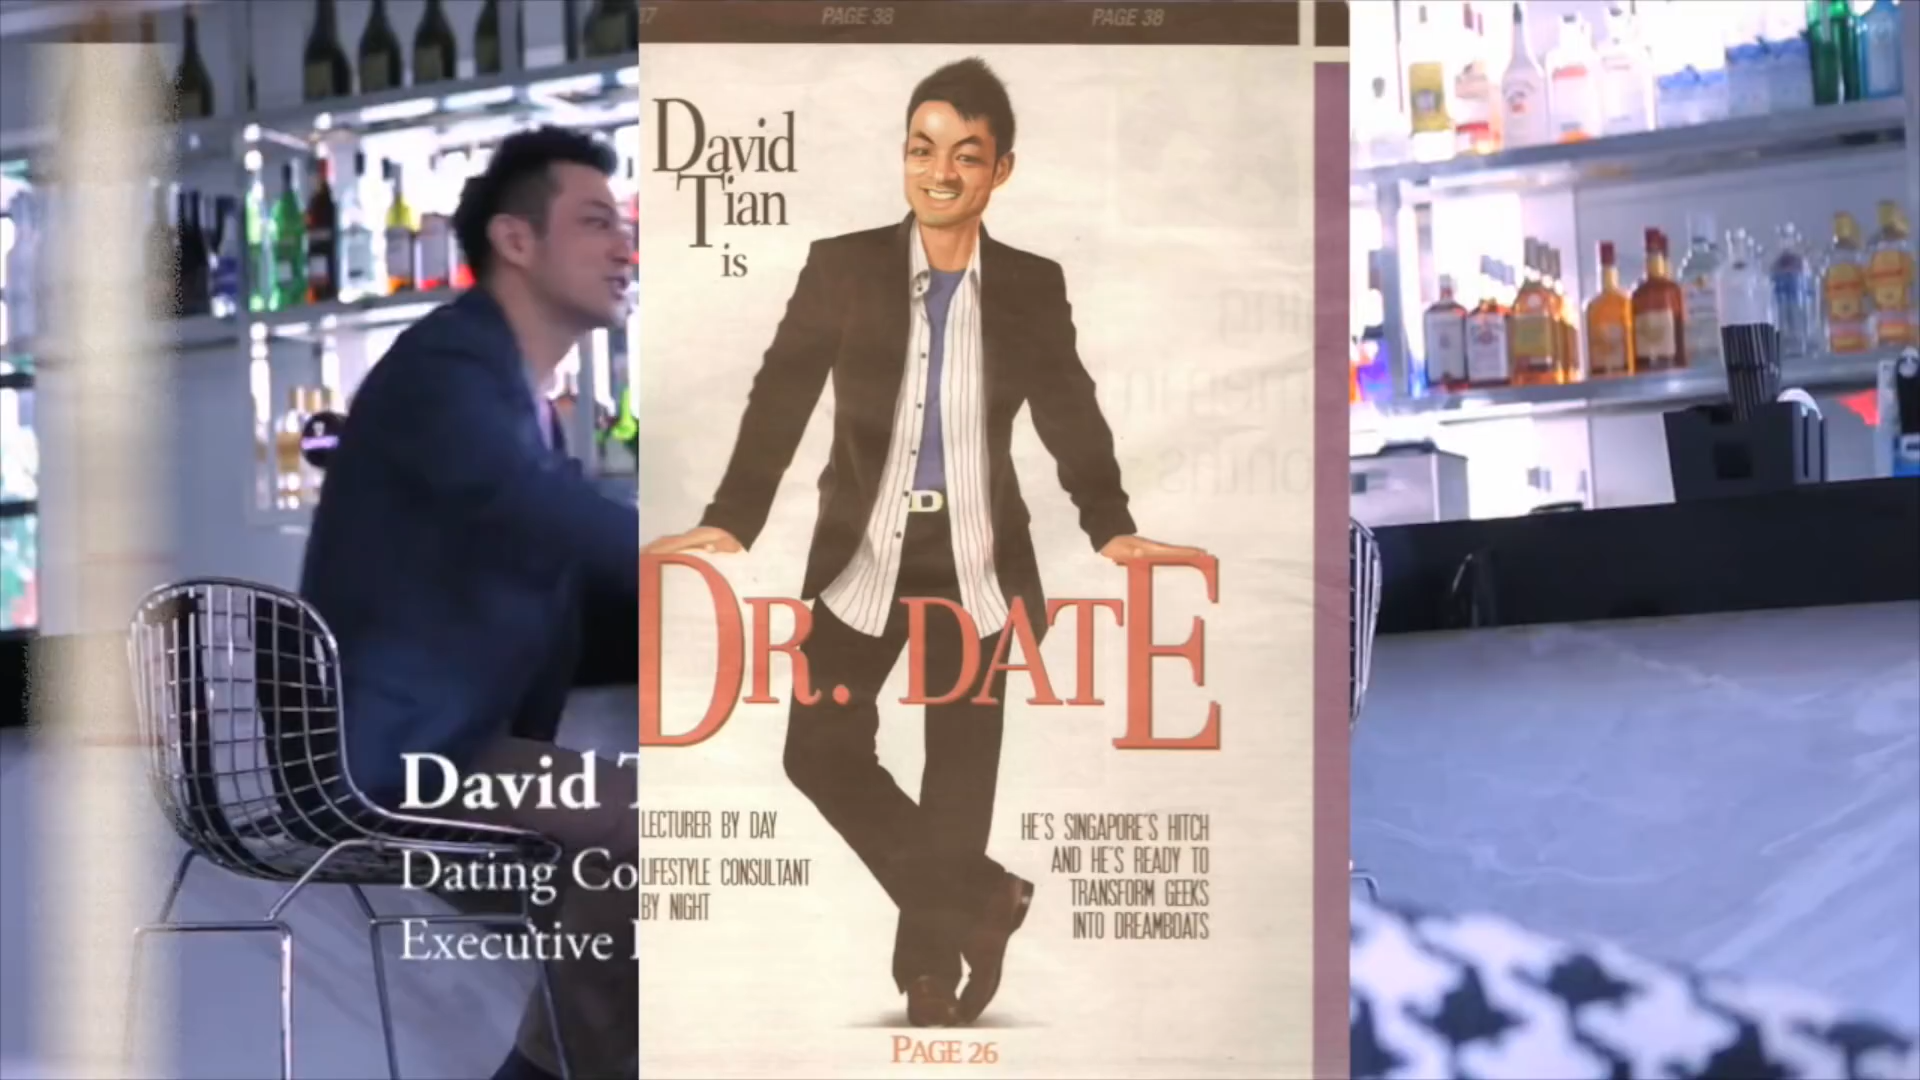 17
PAGE 38
PAGE 38
David
Tian
is
D
DR. DATE
LECTURER BY DAY
LIFESTYLE CONSULTANT
BY NIGHT
HE'S SINGAPORE'S HITCH
AND HE'S READY TO
TRANSFORM GEEKS
INTO DREAMBOATS
PAGE 26
David
Dating Co
Executive